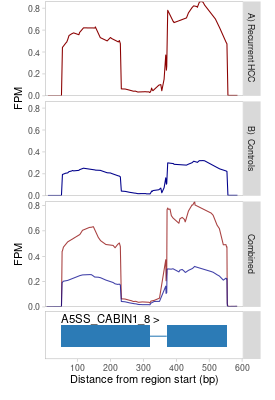 0.8
0.6
0.4
0.2
0.0
FPM
A) Recurrent HCC
0.8
0.6
0.4
0.2
0.0
FPM
B) Controls
0.8
0.6
0.4
0.2
0.0
FPM
Combined
A5SS_CABIN1_8 >
100 200 300 400 500 600
Distance from region start (bp)